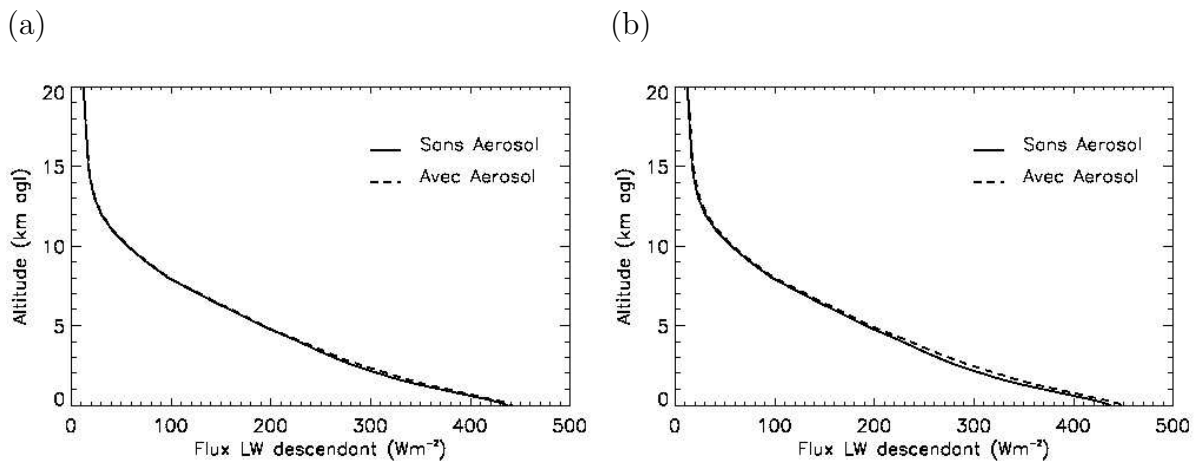 (a)
(b)
20
15
10
5
0
Altitude (km agl)
Sans Aerosol
Avec Aerosol
0 100 200 300 400 500
Flux LW descendant (Wm⁻²)
20
15
10
5
0
Altitude (km agl)
Sans Aerosol
Avec Aerosol
0 100 200 300 400 500
Flux LW descendant (Wm⁻²)